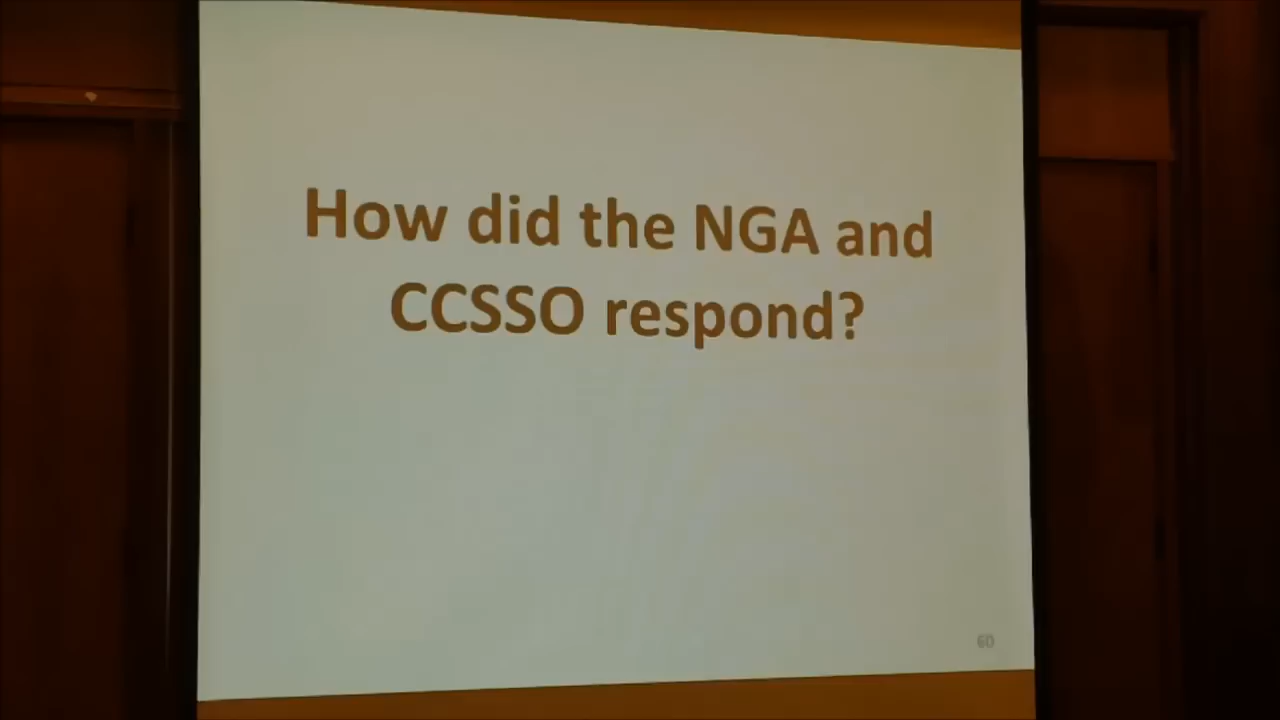 How did the NGA and
CCSSO respond?
60